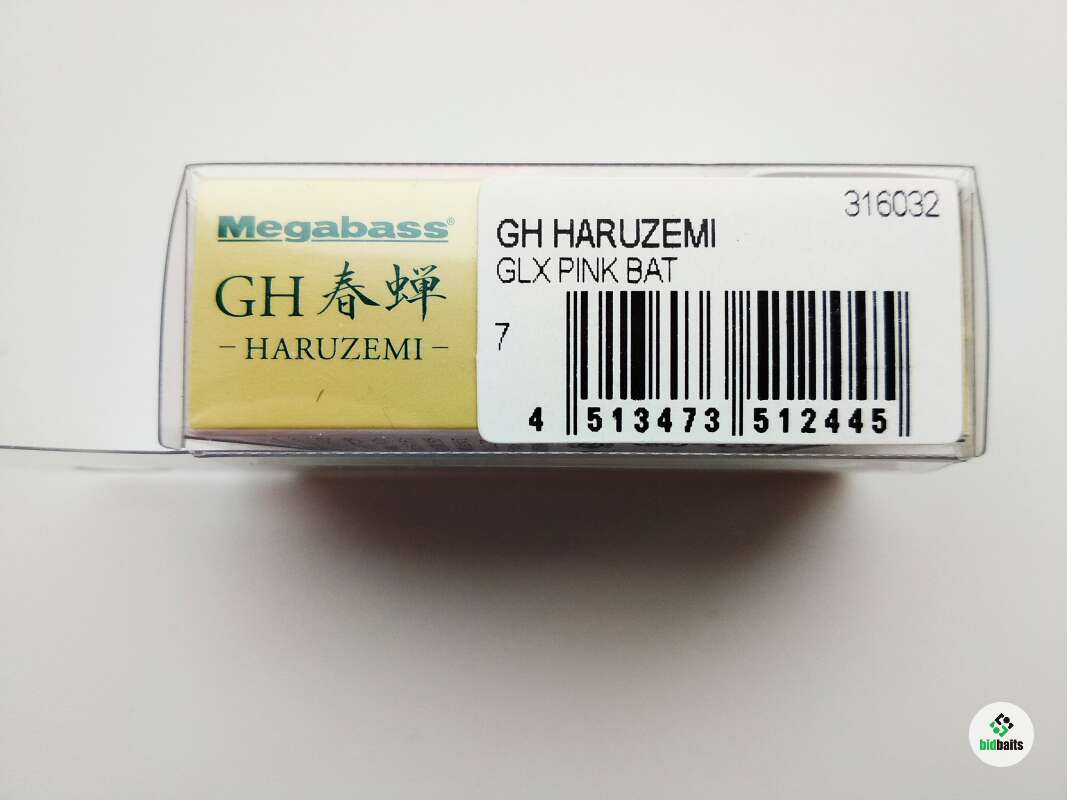 Megabass®
GH 春蝉
- HARUZEMI -
316032
GH HARUZEMI
GLX PINK BAT
7
4 513473 512445
bidbaits